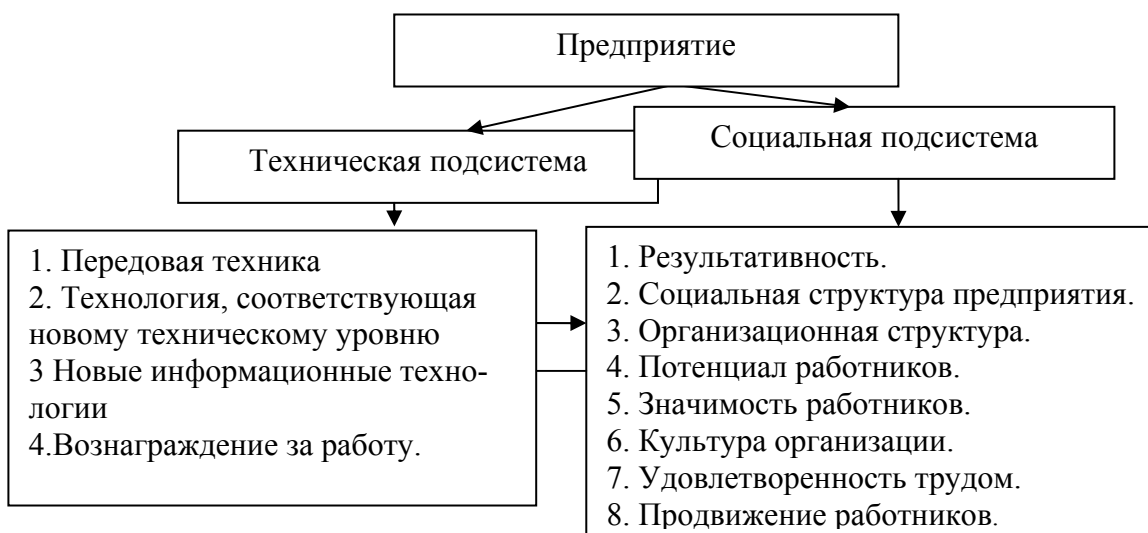 Предприятие
Техническая подсистема
Социальная подсистема
1. Передовая техника
2. Технология, соответствующая
новому техническому уровню
3 Новые информационные техно-
логии
4.Вознаграждение за работу.
1. Результативность.
2. Социальная структура предприятия.
3. Организационная структура.
4. Потенциал работников.
5. Значимость работников.
6. Культура организации.
7. Удовлетворенность трудом.
8. Продвижение работников.